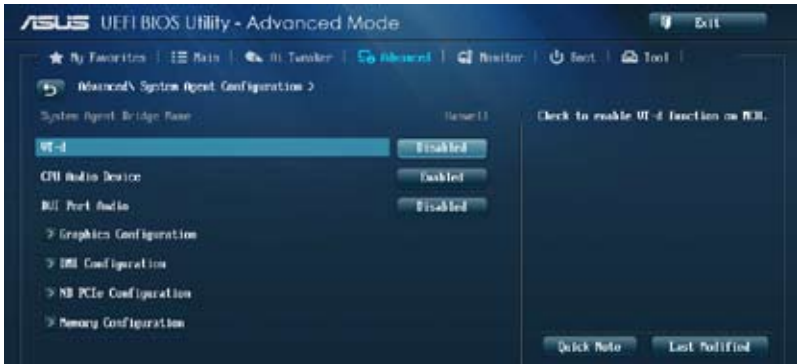 ASUS UEFI BIOS Utility - Advanced Mode
Exit
My Favorites Main Ai Tweaker Advanced Monitor Boot Tool
Advanced\ System Agent Configuration >
System Agent Bridge Name Haswell
Check to enable VT-d function on MCH.
VT-d Disabled
CPU Audio Device Enabled
DVI Port Audio Disabled
> Graphics Configuration
> DMI Configuration
> NB PCIe Configuration
> Memory Configuration
Quick Note Last Modified